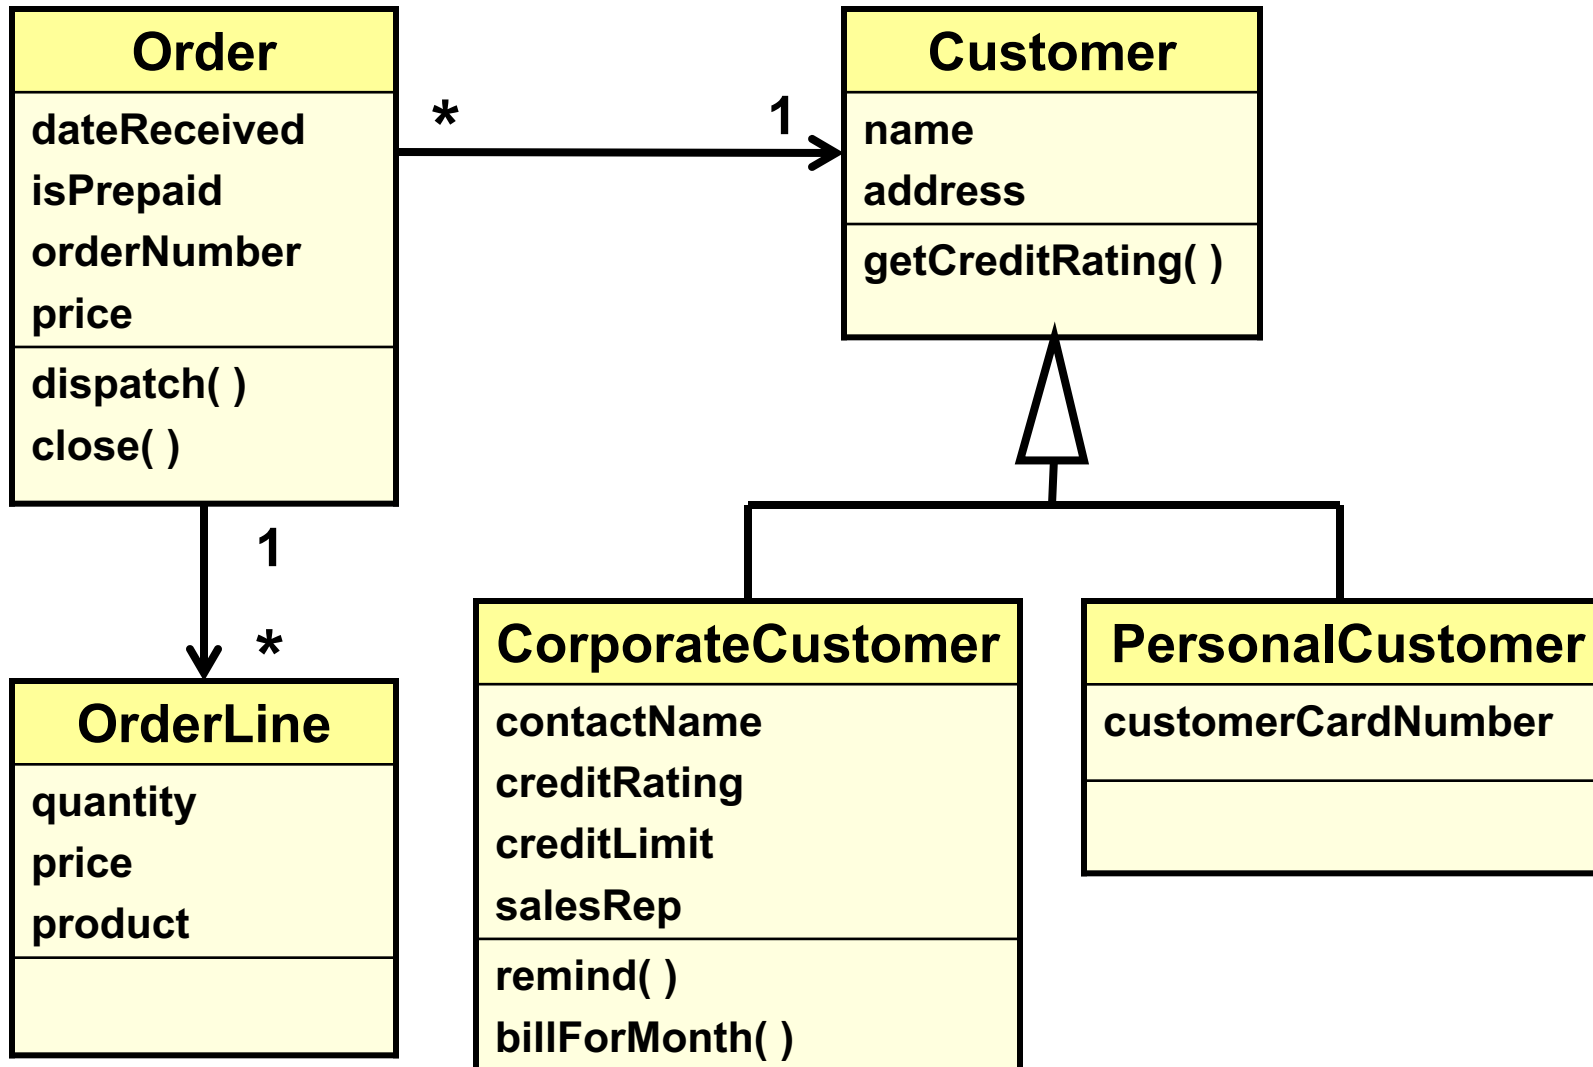 Order
dateReceived
isPrepaid
orderNumber
price
dispatch( )
close( )
* 1
Customer
name
address
getCreditRating( )
1
*
OrderLine
quantity
price
product
CorporateCustomer
contactName
creditRating
creditLimit
salesRep
remind( )
billForMonth( )
PersonalCustomer
customerCardNumber